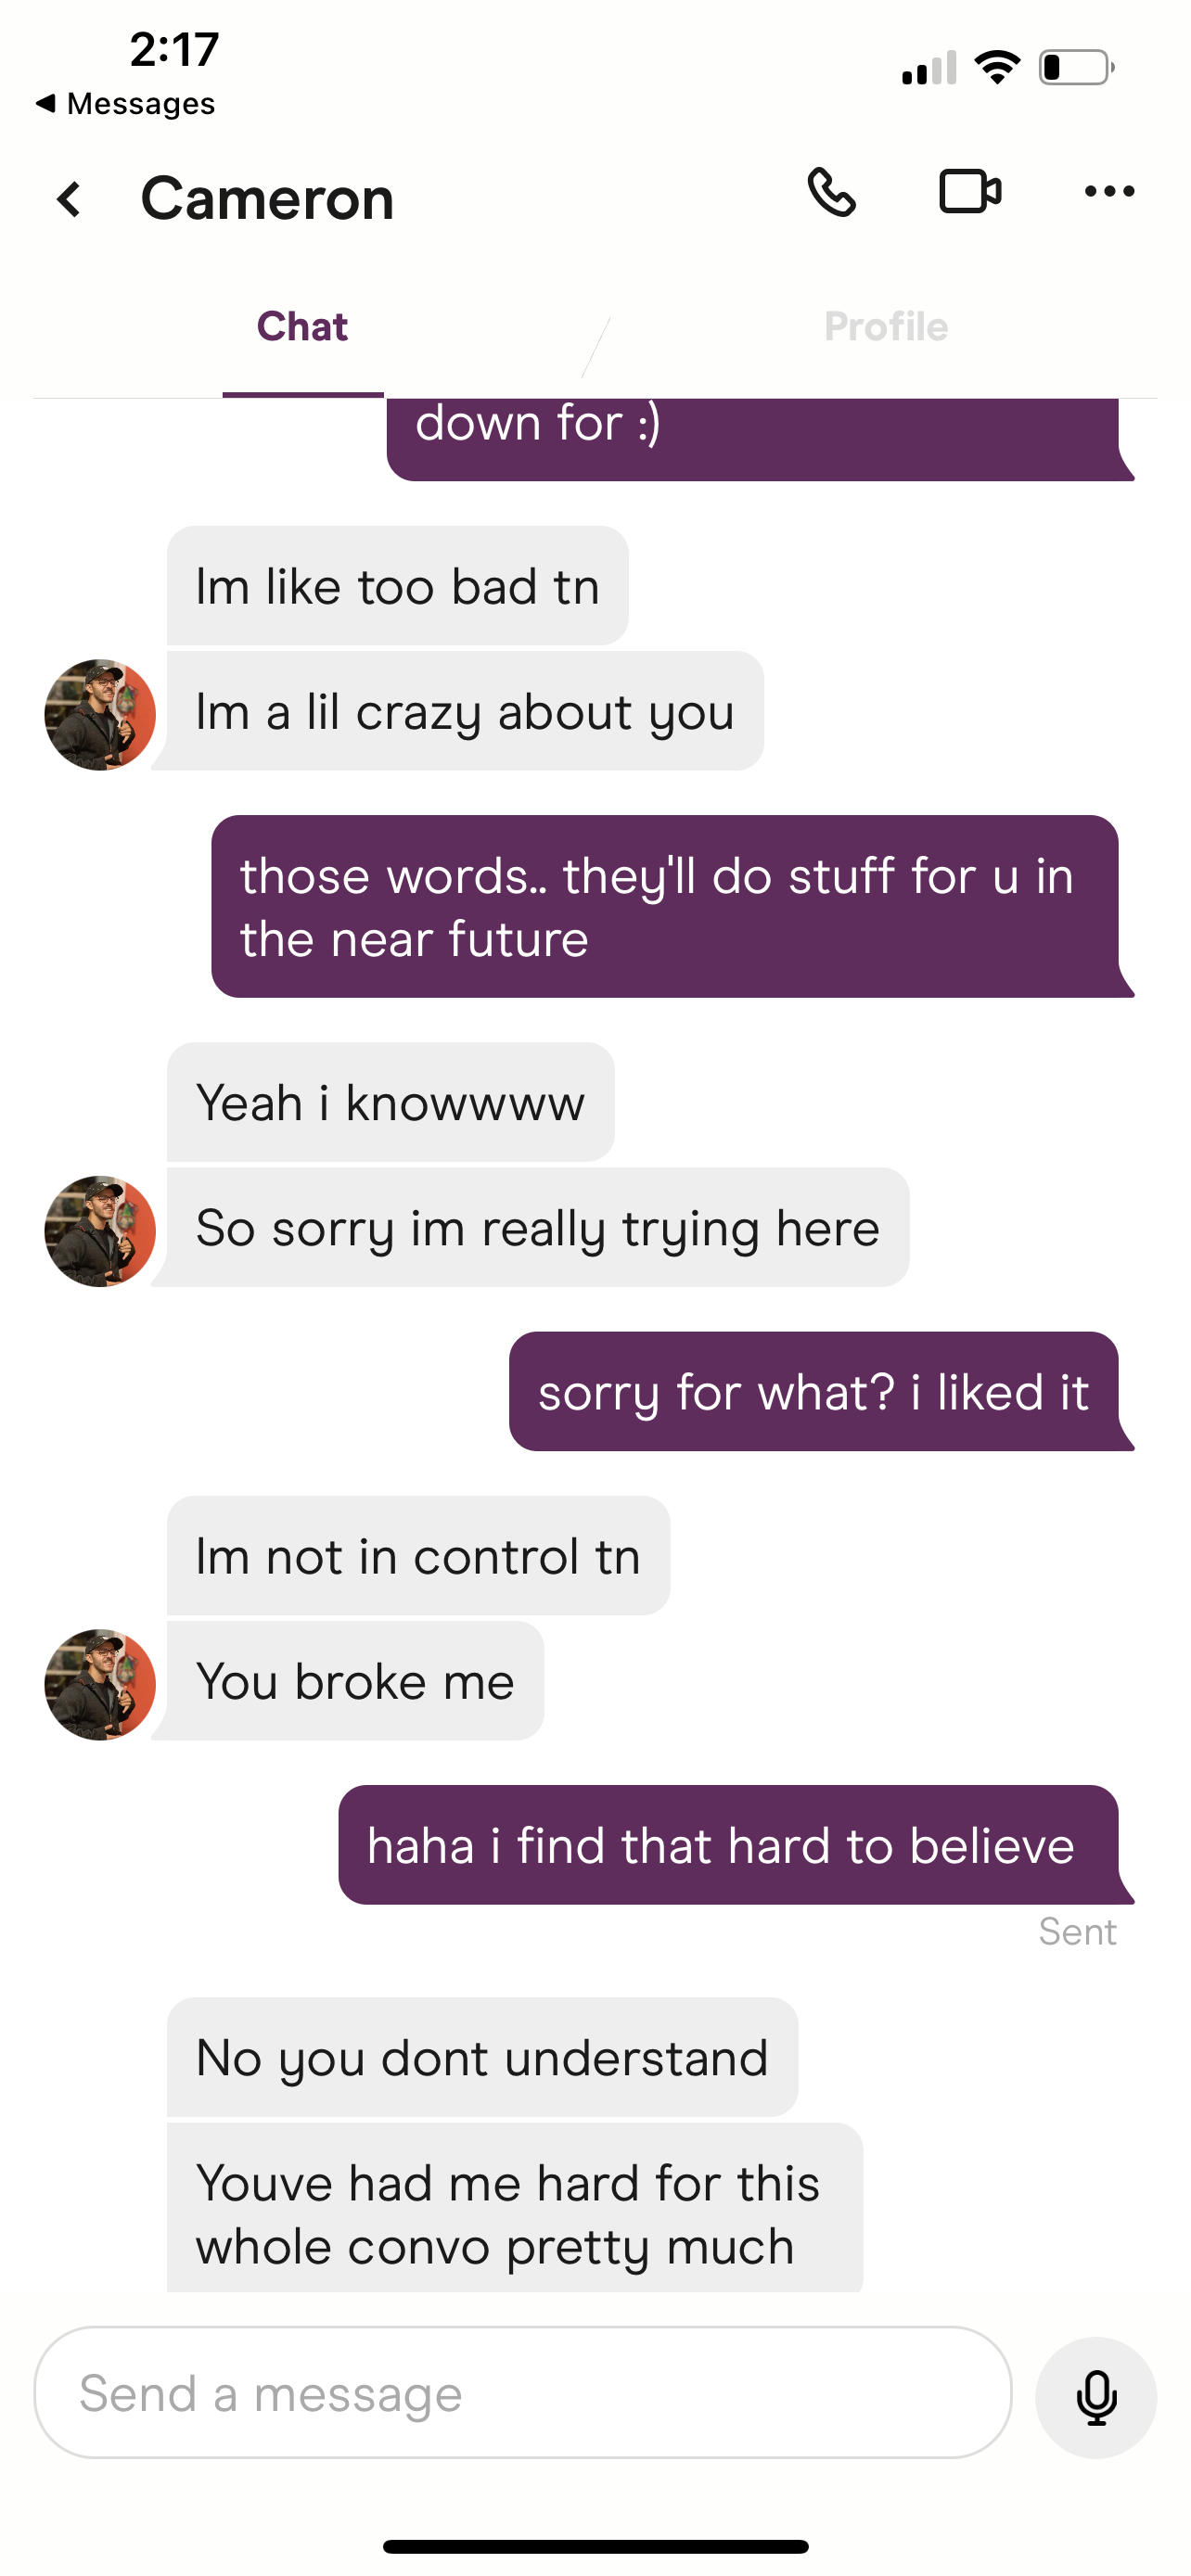 2:17
Messages
Cameron
Chat
Profile
down for :)
Im like too bad tn
Im a lil crazy about you
those words.. they'll do stuff for u in
the near future
Yeah i knowwww
So sorry im really trying here
sorry for what? i liked it
Im not in control tn
You broke me
haha i find that hard to believe
Sent
No you dont understand
Youve had me hard for this
whole convo pretty much
Send a message